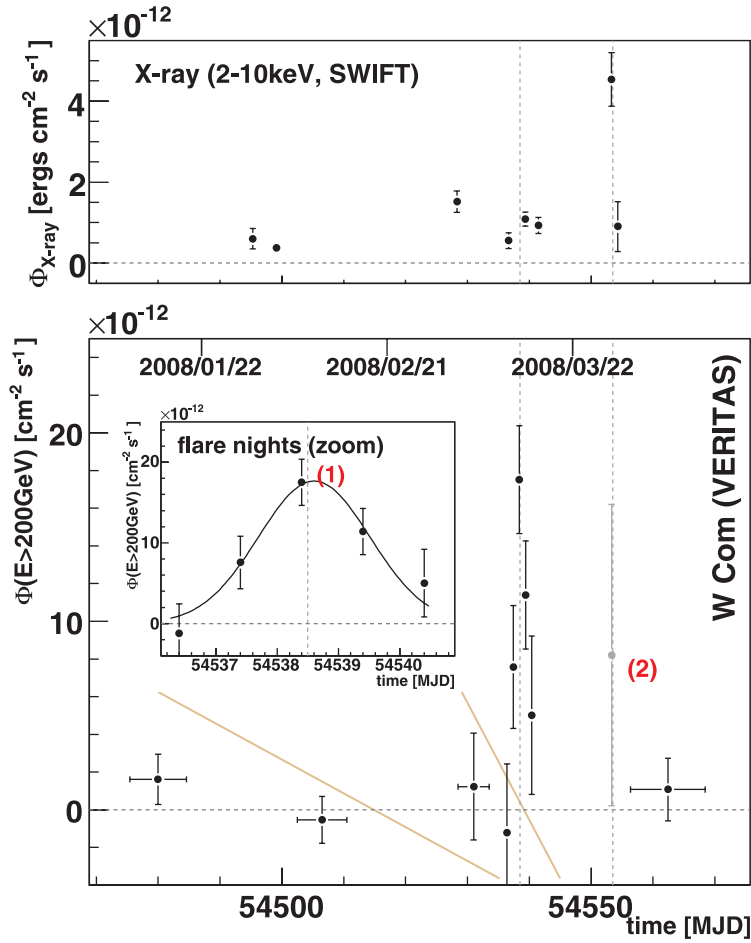 ×10⁻¹²
X-ray (2-10keV, SWIFT)
Φ_X-ray [ergs cm⁻² s⁻¹]
4
2
0
×10⁻¹²
2008/01/22 2008/02/21 2008/03/22
Φ(E>200GeV) [cm⁻² s⁻¹]
W Com (VERITAS)
20
10
0
×10⁻¹²
flare nights (zoom)
(1)
Φ(E>200GeV) [cm⁻² s⁻¹]
20
10
0
54537 54538 54539 54540
time [MJD]
(2)
54500 54550
time [MJD]